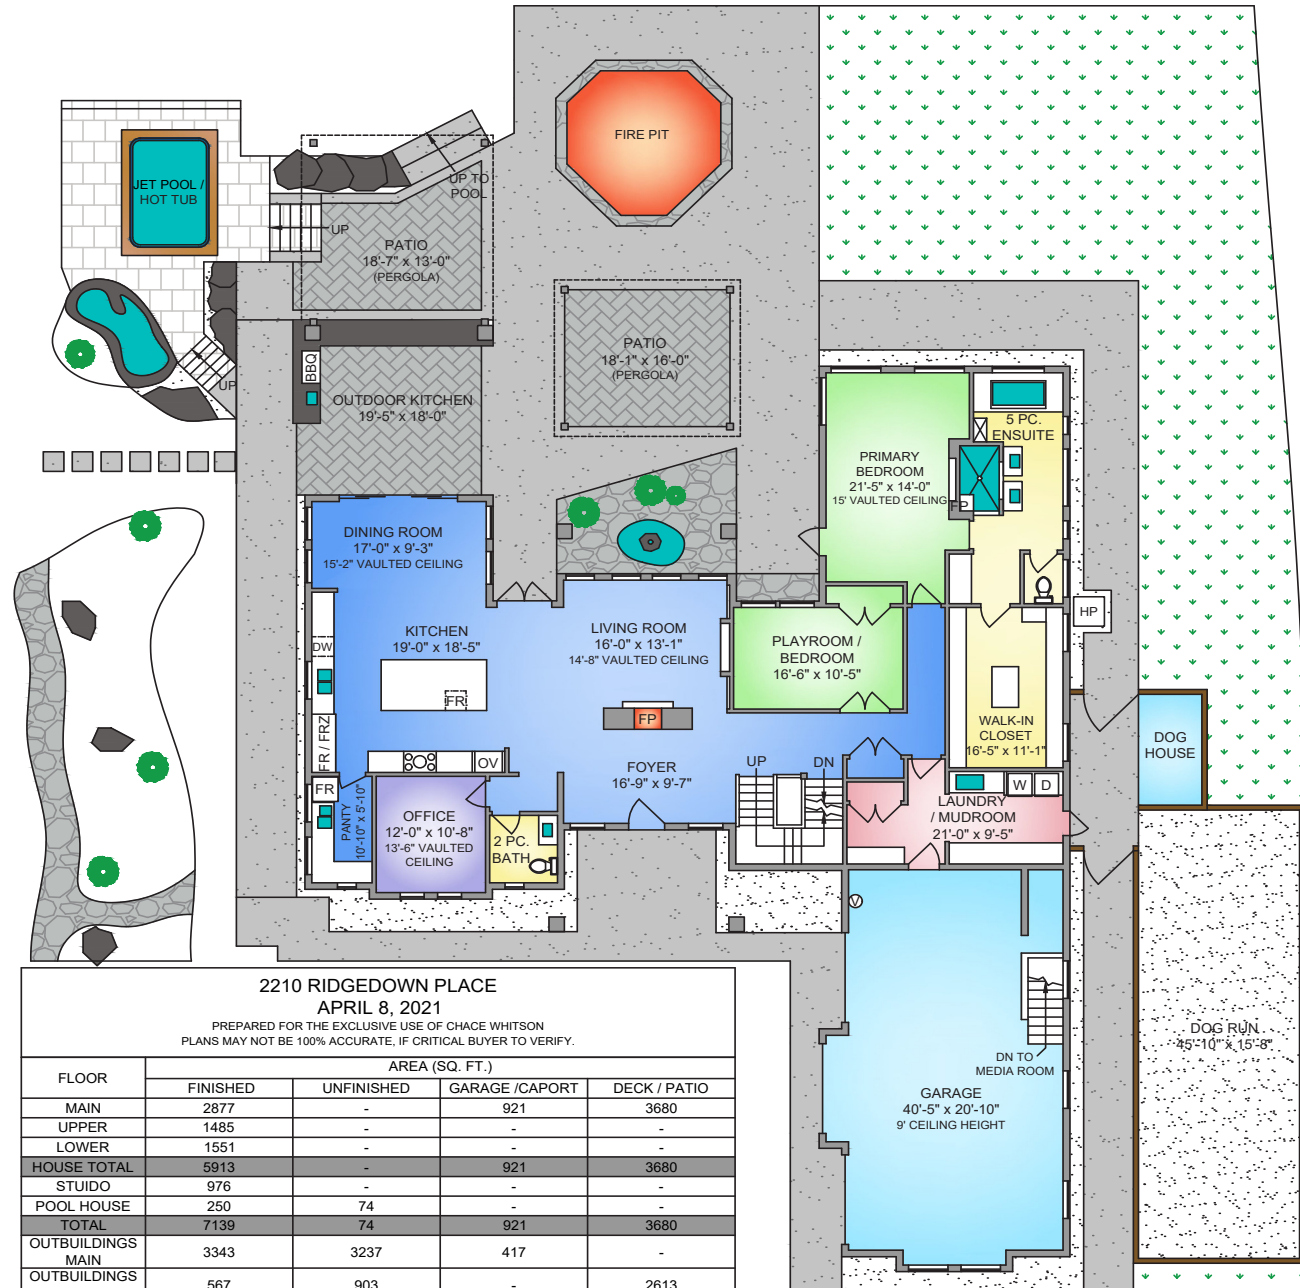 FIRE PIT
JET POOL /
HOT TUB
UP TO
POOL
UP
PATIO
18'-7" x 13'-0"
(PERGOLA)
PATIO
18'-1" x 16'-0"
(PERGOLA)
BBQ
UP
OUTDOOR KITCHEN
19'-5" x 18'-0"
5 PC.
ENSUITE
PRIMARY
BEDROOM
21'-5" x 14'-0"
15' VAULTED CEILING
FP
DINING ROOM
17'-0" x 9'-3"
15'-2" VAULTED CEILING
HP
KITCHEN
19'-0" x 18'-5"
DW
LIVING ROOM
16'-0" x 13'-1"
14'-8" VAULTED CEILING
PLAYROOM /
BEDROOM
16'-6" x 10'-5"
FR
FP
FR / FRZ
WALK-IN
CLOSET
16'-5" x 11'-1"
DOG
HOUSE
OV
FOYER
16'-9" x 9'-7"
UP
DN
FR
W
D
PANTY
10'-10" x 5'-10"
OFFICE
12'-0" x 10'-8"
13'-6" VAULTED
CEILING
2 PC.
BATH
LAUNDRY
/ MUDROOM
21'-0" x 9'-5"
V
DOG RUN
45'-10" x 15'-8"
DN TO
MEDIA ROOM
GARAGE
40'-5" x 20'-10"
9' CEILING HEIGHT
2210 RIDGEDOWN PLACE
APRIL 8, 2021
PREPARED FOR THE EXCLUSIVE USE OF CHACE WHITSON
PLANS MAY NOT BE 100% ACCURATE, IF CRITICAL BUYER TO VERIFY.
FLOOR AREA (SQ. FT.)
FINISHED UNFINISHED GARAGE /CAPORT DECK / PATIO
MAIN 2877 - 921 3680
UPPER 1485 - - -
LOWER 1551 - - -
HOUSE TOTAL 5913 - 921 3680
STUIDO 976 - - -
POOL HOUSE 250 74 - -
TOTAL 7139 74 921 3680
OUTBUILDINGS
MAIN 3343 3237 417 -
OUTBUILDINGS
567 903 - 2613